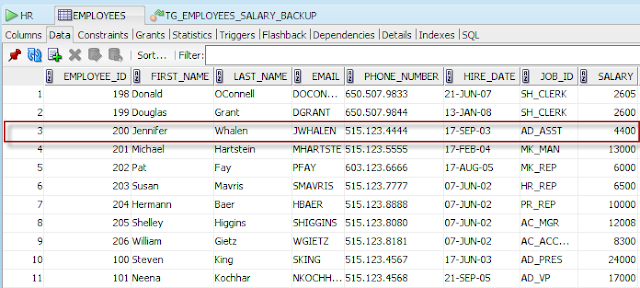 HR EMPLOYEES TG_EMPLOYEES_SALARY_BACKUP
Columns Data Constraints Grants Statistics Triggers Flashback Dependencies Details Indexes SQL
Sort... Filter:
EMPLOYEE_ID FIRST_NAME LAST_NAME EMAIL PHONE_NUMBER HIRE_DATE JOB_ID SALARY
1 198 Donald OConnell DOCON... 650.507.9833 21-JUN-07 SH_CLERK 2605
2 199 Douglas Grant DGRANT 650.507.9844 13-JAN-08 SH_CLERK 2600
3 200 Jennifer Whalen JWHALEN 515.123.4444 17-SEP-03 AD_ASST 4400
4 201 Michael Hartstein MHARTSTE 515.123.5555 17-FEB-04 MK_MAN 13000
5 202 Pat Fay PFAY 603.123.6666 17-AUG-05 MK_REP 6000
6 203 Susan Mavris SMAVRIS 515.123.7777 07-JUN-02 HR_REP 6500
7 204 Hermann Baer HBAER 515.123.8888 07-JUN-02 PR_REP 10000
8 205 Shelley Higgins SHIGGINS 515.123.8080 07-JUN-02 AC_MGR 12008
9 206 William Gietz WGIETZ 515.123.8181 07-JUN-02 AC_ACC... 8300
10 100 Steven King SKING 515.123.4567 17-JUN-03 AD_PRES 24000
11 101 Neena Kochhar NKOCHH... 515.123.4568 21-SEP-05 AD_VP 17000